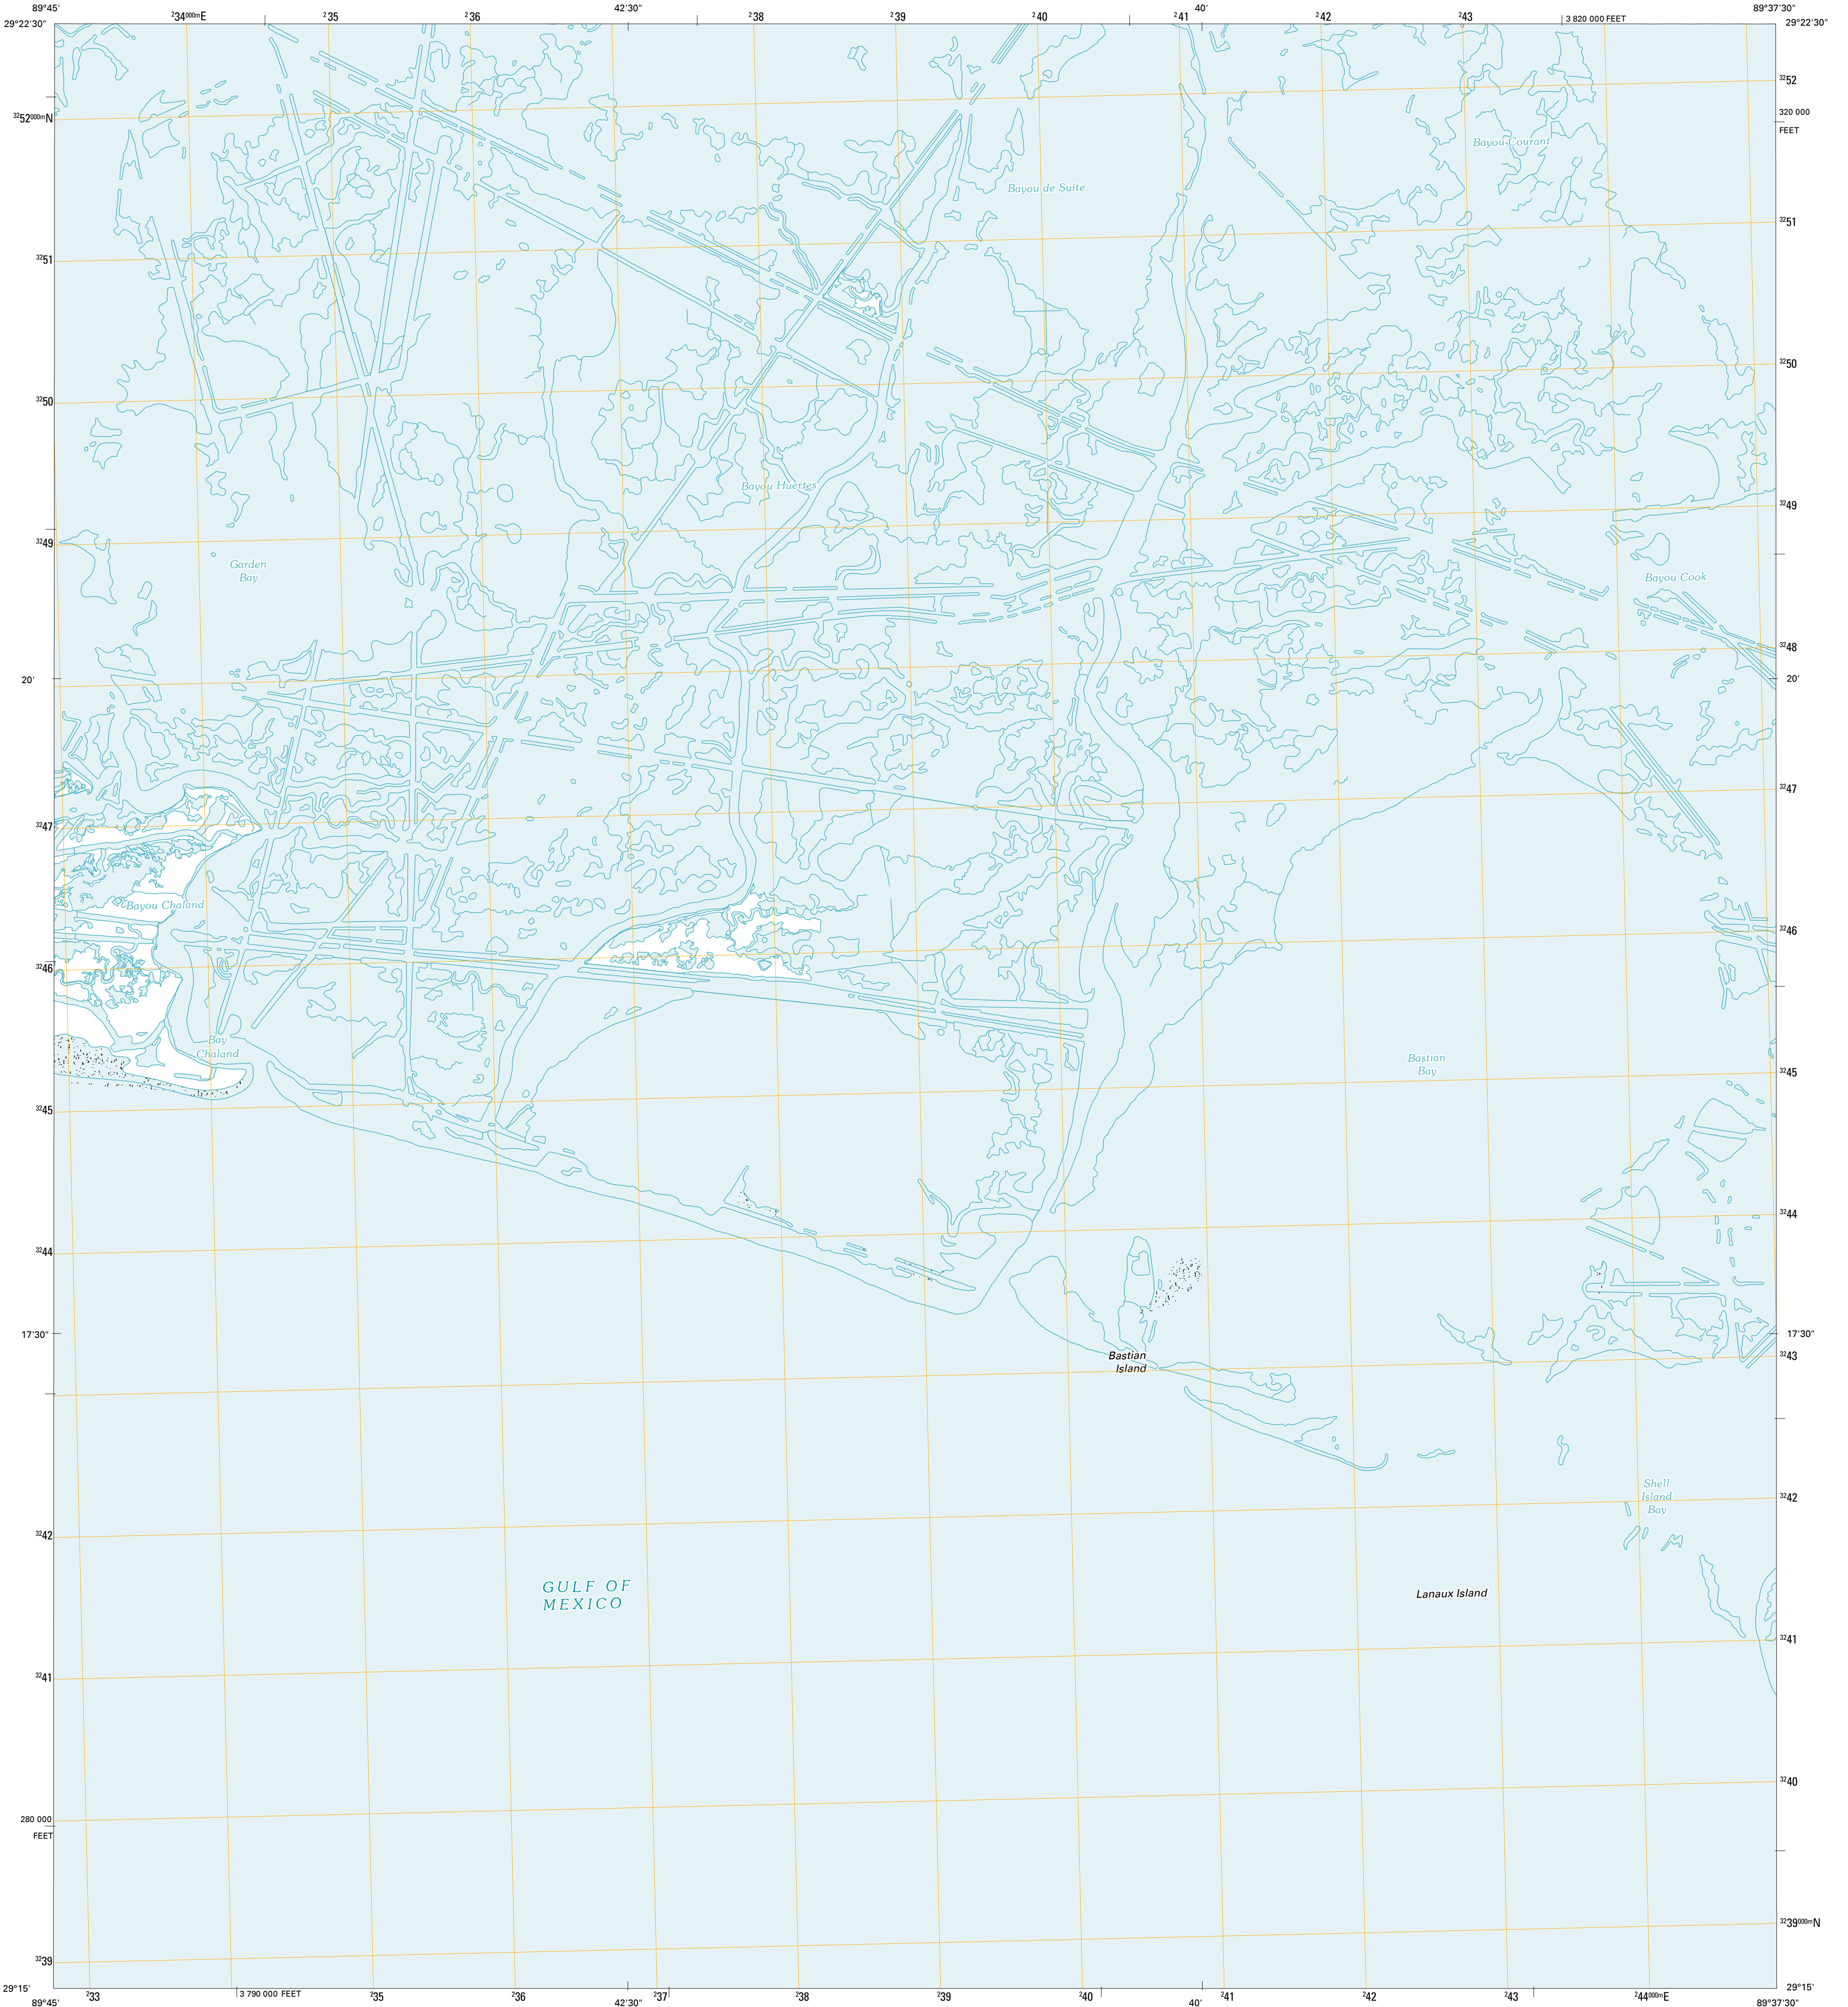 89°45' ²34⁰⁰⁰ᵐE ²35 ²36 42'30" ²38 ²39 ²40 ²41 40' ²42 ²43 3 820 000 FEET 89°37'30"
29°22'30" 29°22'30"
³²52
320 000
FEET
³²52⁰⁰⁰ᵐN
Bayou Courant
Bayou de Suite
³²51
³²51
³²50
³²50
Bayou Huertes
³²49
³²49
Garden
Bay
Bayou Cook
³²48
20' 20'
³²47
³²47
Bayou Chaland
³²46
³²46
Bay
Chaland
Bastian
Bay
³²45
³²45
³²44
³²44
17'30" 17'30"
Bastian
Island
³²43
Shell
Island
Bay
³²42
³²42
GULF OF
MEXICO
Lanaux Island
³²41
³²41
³²40
280 000
FEET
³²39⁰⁰⁰ᵐN
³²39
29°15' 29°15'
89°45' ²33 3 790 000 FEET ²35 ²36 42'30" ²37 ²38 ²39 ²40 40' ²41 ²42 ²43 ²44⁰⁰⁰ᵐE 89°37'30"